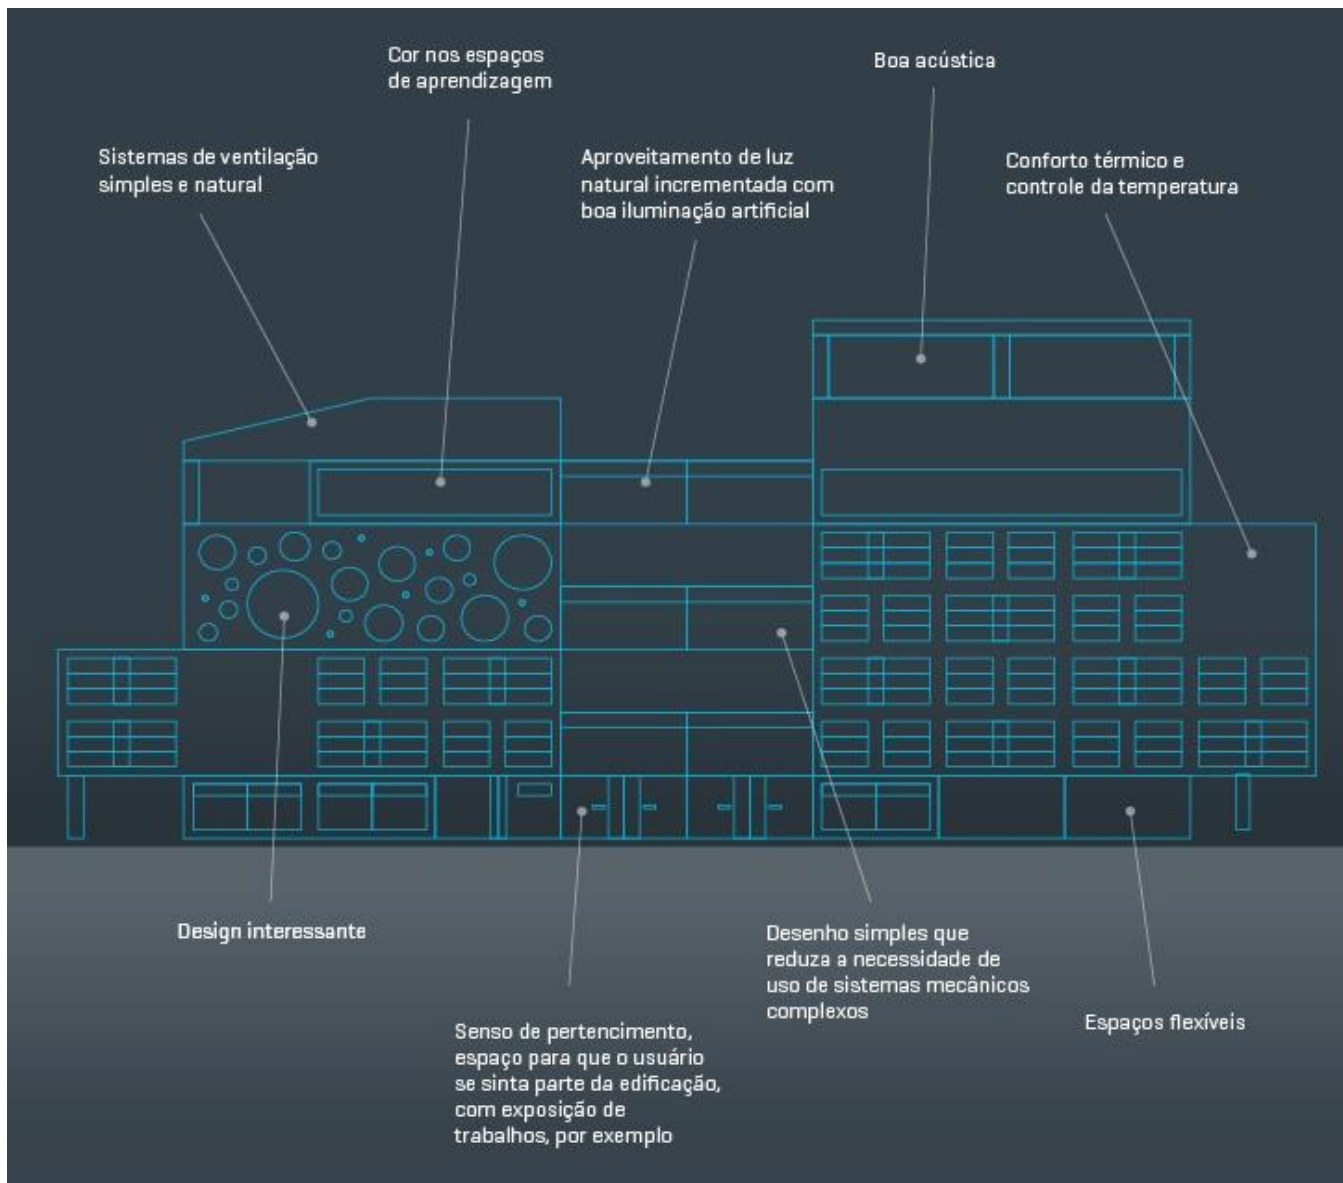 Cor nos espaços
de aprendizagem
Boa acústica
Sistemas de ventilação
simples e natural
Aproveitamento de luz
natural incrementada com
boa iluminação artificial
Conforto térmico e
controle da temperatura
Design interessante
Desenho simples que
reduza a necessidade de
uso de sistemas mecânicos
complexos
Espaços flexíveis
Senso de pertencimento,
espaço para que o usuário
se sinta parte da edificação,
com exposição de
trabalhos, por exemplo